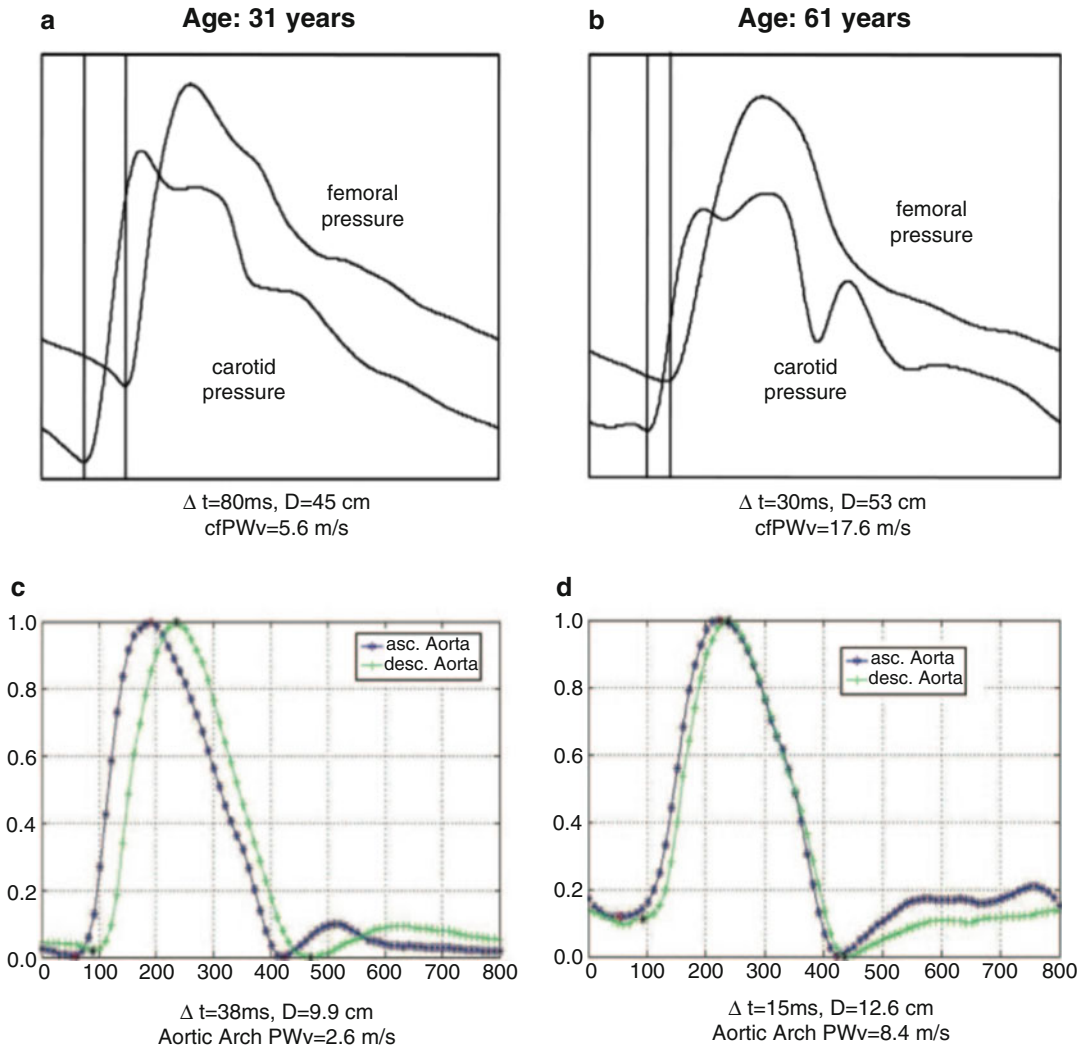 a
Age: 31 years
b
Age: 61 years
femoral
pressure
carotid
pressure
femoral
pressure
carotid
pressure
Δ t=80ms, D=45 cm
cfPWv=5.6 m/s
Δ t=30ms, D=53 cm
cfPWv=17.6 m/s
c
1.0
0.8
0.6
0.4
0.2
0.0
0 100 200 300 400 500 600 700 800
asc. Aorta
desc. Aorta
Δ t=38ms, D=9.9 cm
Aortic Arch PWv=2.6 m/s
d
1.0
0.8
0.6
0.4
0.2
0.0
0 100 200 300 400 500 600 700 800
asc. Aorta
desc. Aorta
Δ t=15ms, D=12.6 cm
Aortic Arch PWv=8.4 m/s